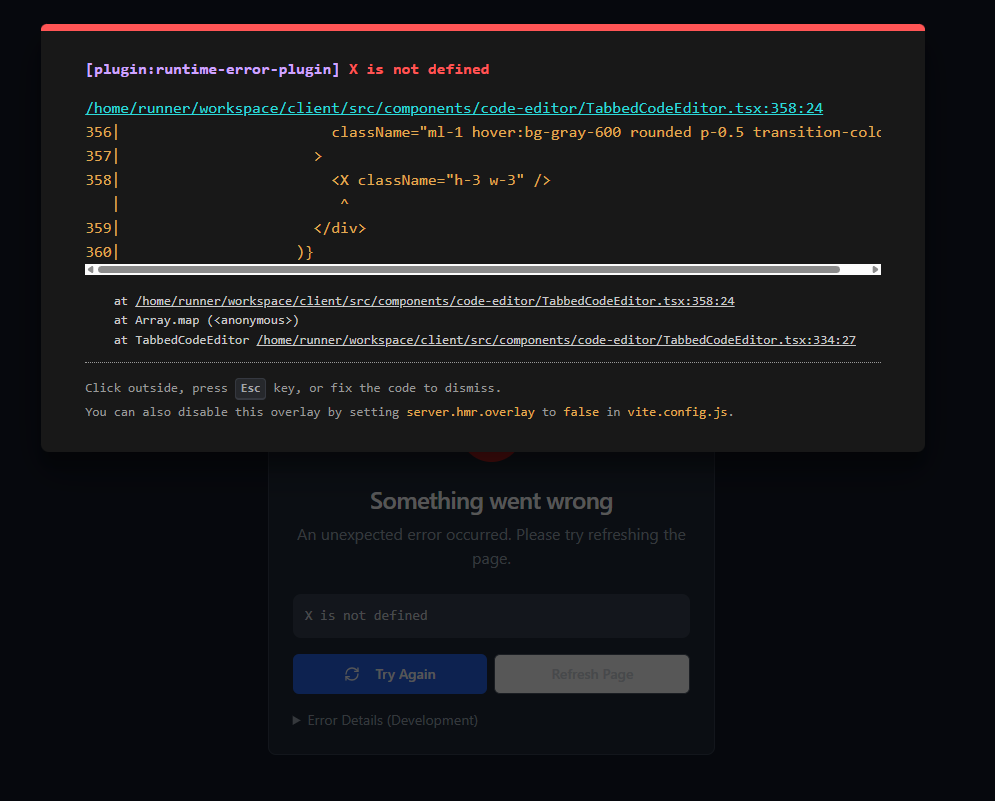 [plugin:runtime-error-plugin] X is not defined
/home/runner/workspace/client/src/components/code-editor/TabbedCodeEditor.tsx:358:24
356| className="ml-1 hover:bg-gray-600 rounded p-0.5 transition-colo
357| >
358| <X className="h-3 w-3" />
| ^
359| </div>
360| )}
at /home/runner/workspace/client/src/components/code-editor/TabbedCodeEditor.tsx:358:24
at Array.map (<anonymous>)
at TabbedCodeEditor /home/runner/workspace/client/src/components/code-editor/TabbedCodeEditor.tsx:334:27
Click outside, press Esc key, or fix the code to dismiss.
You can also disable this overlay by setting server.hmr.overlay to false in vite.config.js.
Something went wrong
An unexpected error occurred. Please try refreshing the
page.
X is not defined
Try Again
Refresh Page
Error Details (Development)